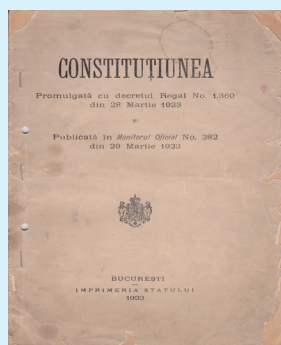 CONSTITUȚIUNEA
Promulgată cu decretul Regal No. 1.360
din 28 Martie 1923
și
Publicată în Monitorul Oficial No. 282
din 29 Martie 1923
BUCUREȘTI
IMPRIMERIA STATULUI
1923